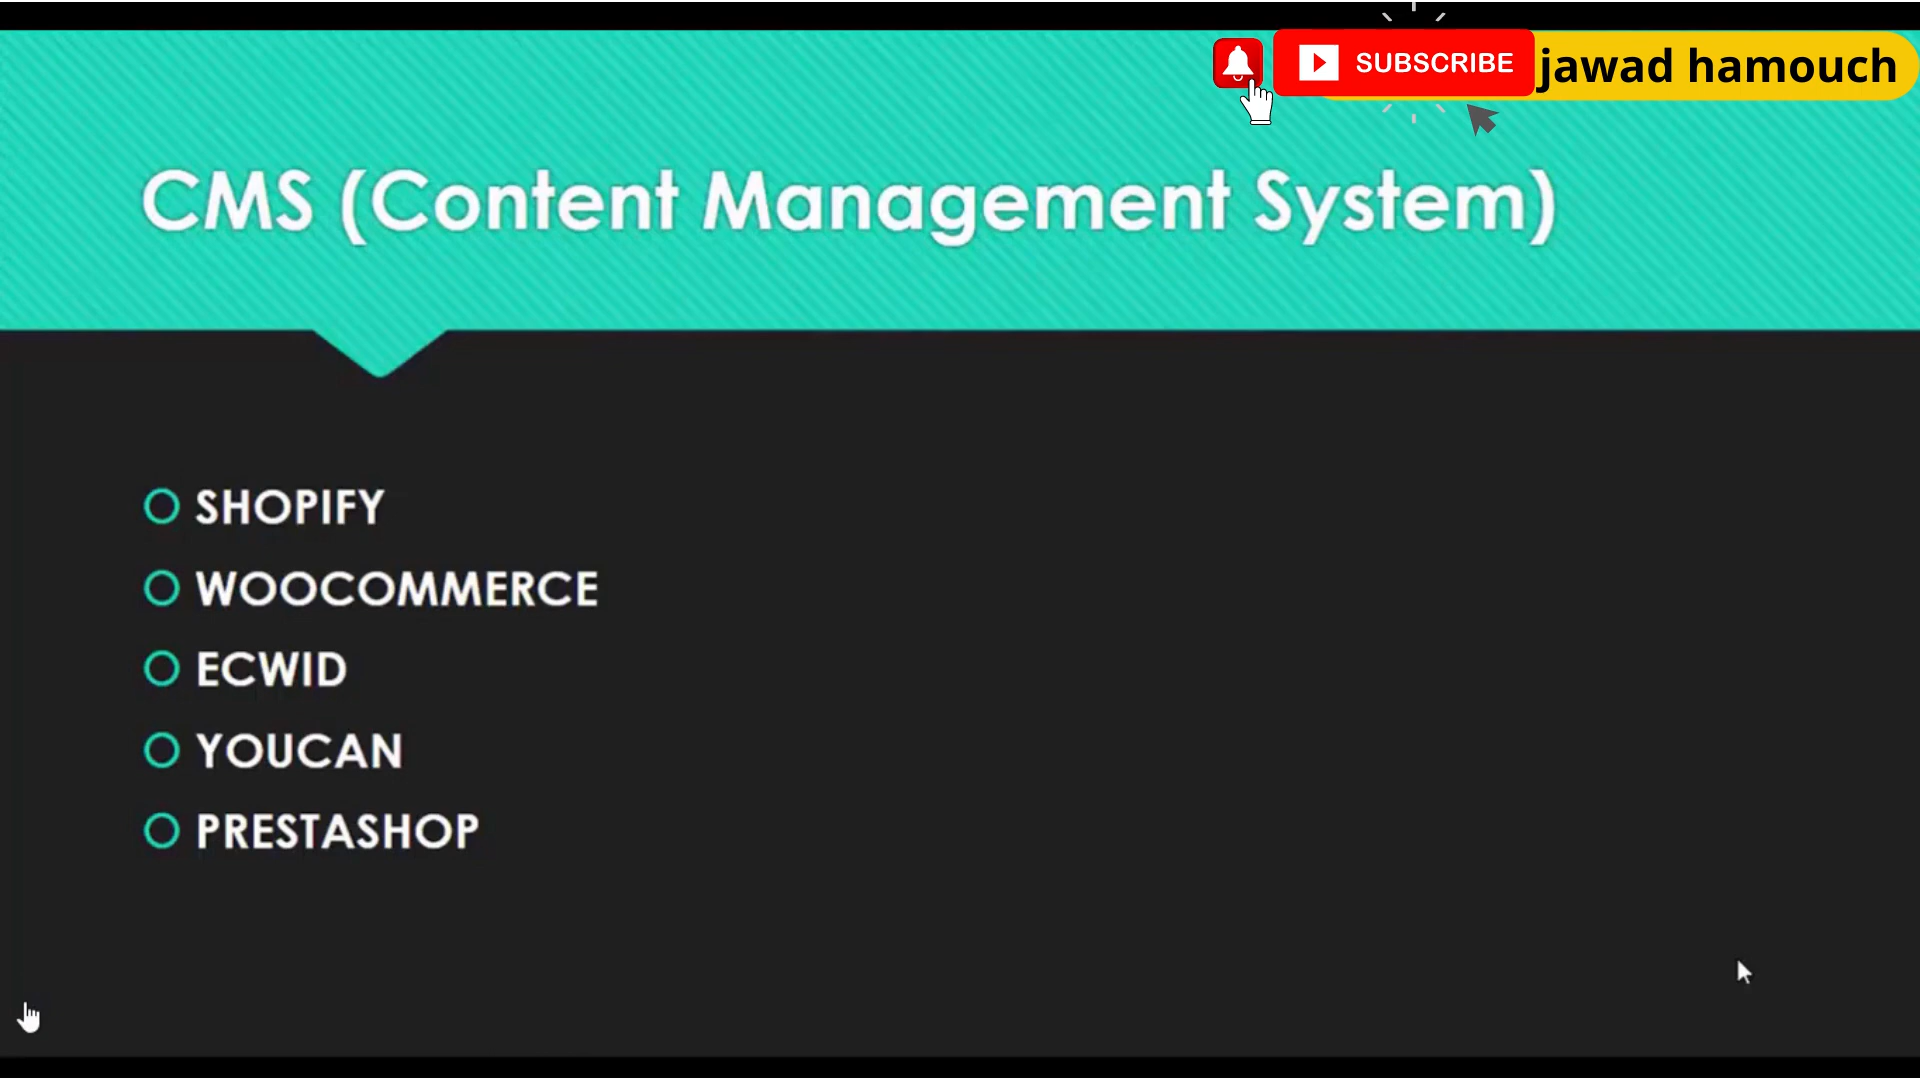 SUBSCRIBE jawad hamouch
CMS (Content Management System)
SHOPIFY
WOOCOMMERCE
ECWID
YOUCAN
PRESTASHOP